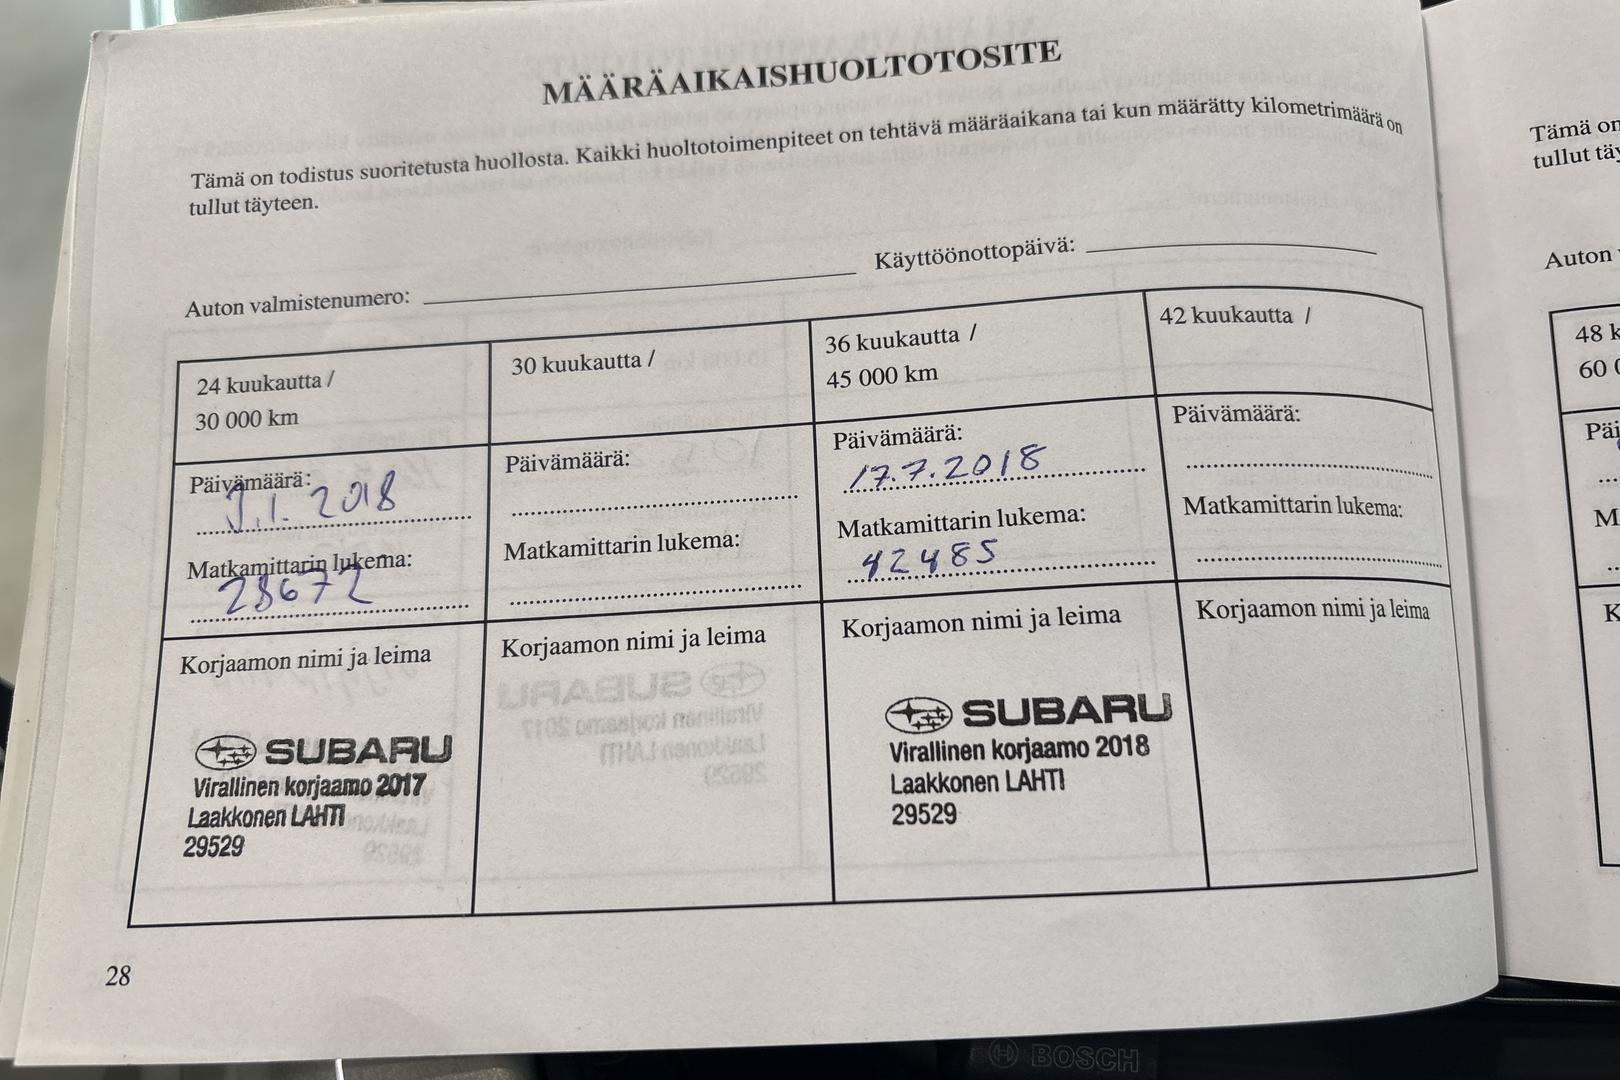 MÄÄRÄAIKAISHUOLTOTOSITE
Tämä on todistus suoritetusta huollosta. Kaikki huoltotoimenpiteet on tehtävä määräaikana tai kun määrätty kilometrimäärä on
tullut täyteen.
Auton valmistenumero:
Käyttöönottopäivä:
24 kuukautta /
30 000 km
Päivämäärä:
.1. 2018
Matkamittarin lukema:
28672
Korjaamon nimi ja leima
SUBARU
Virallinen korjaamo 2017
Laakkonen LAHTI
29529
30 kuukautta /
Päivämäärä:
Matkamittarin lukema:
Korjaamon nimi ja leima
36 kuukautta /
45 000 km
Päivämäärä:
17.7.2018
Matkamittarin lukema:
42485
Korjaamon nimi ja leima
SUBARU
Virallinen korjaamo 2018
Laakkonen LAHTI
29529
42 kuukautta /
Päivämäärä:
Matkamittarin lukema:
Korjaamon nimi ja leima
28
Tämä on
tullut täy
Auton
48 k
60 0
Päi
M
K
BOSCH